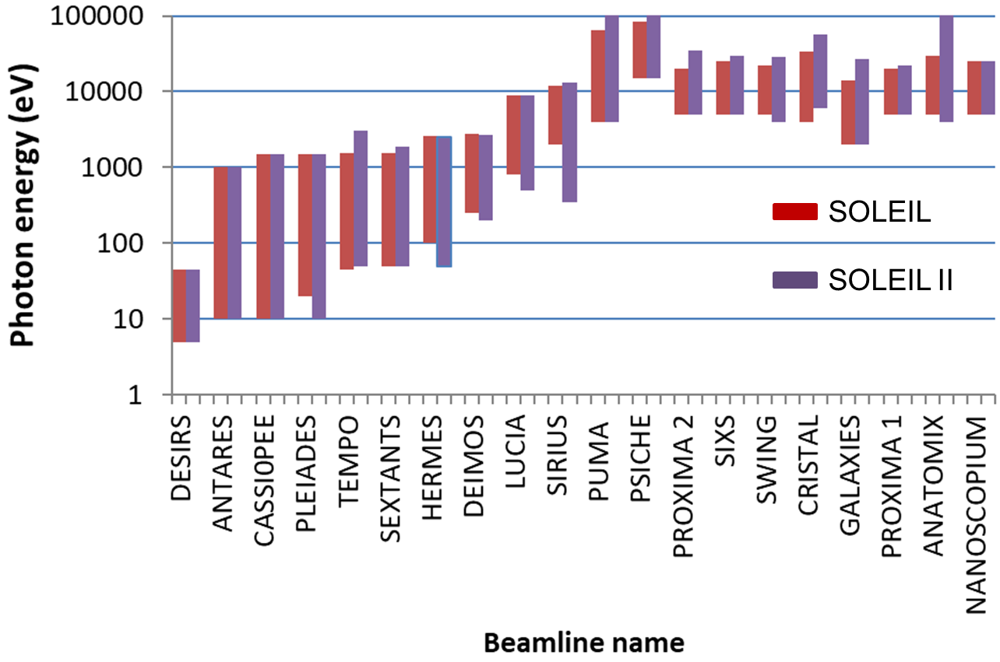 Photon energy (eV)
100000
10000
1000
100
10
1
SOLEIL
SOLEIL II
DESIRS
ANTARES
CASSI0PEE
PLEIADES
TEMPO
SEXTANTS
HERMES
DEIMOS
LUCIA
SIRIUS
PUMA
PSICHE
PROXIMA 2
SIXS
SWING
CRISTAL
GALAXIES
PROXIMA 1
ANATOMIX
NANOSCOPIUM
Beamline name